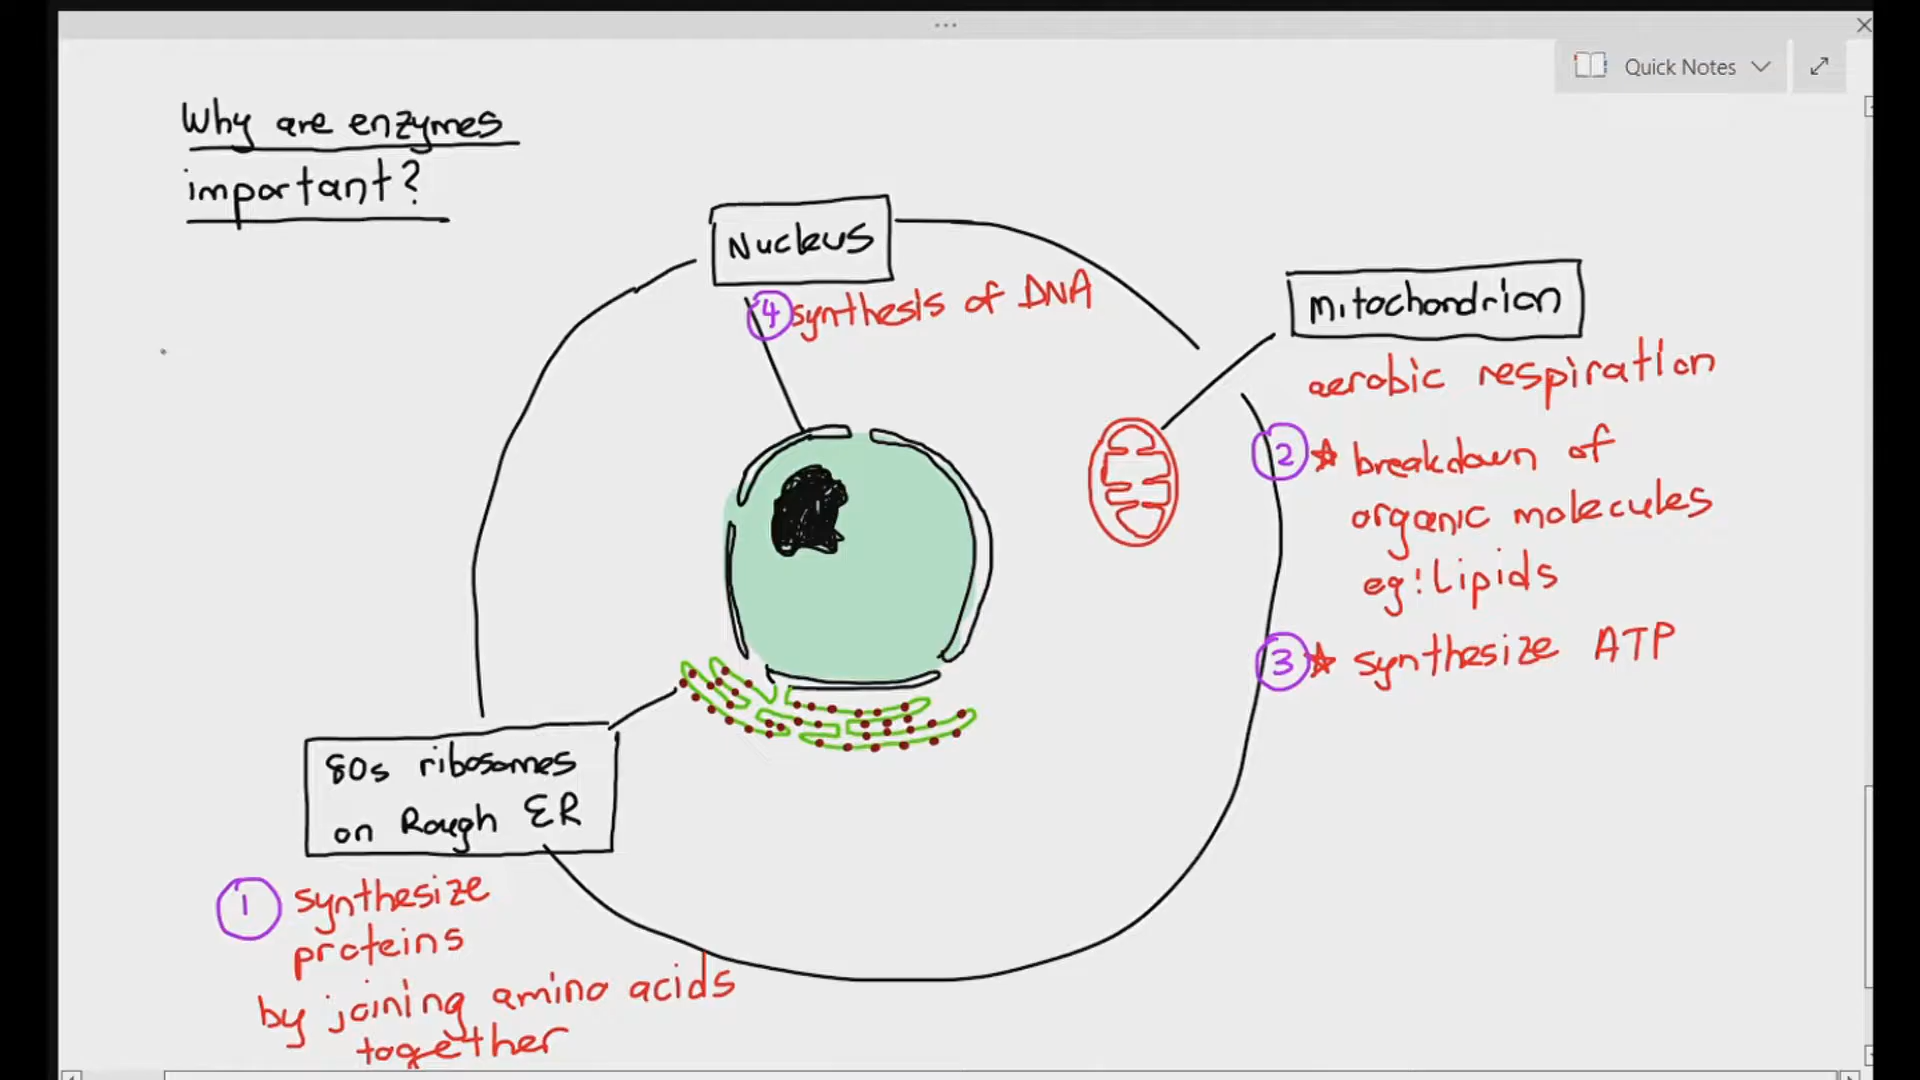 Quick Notes
Why are enzymes
important?
Nucleus
④ synthesis of DNA
Mitochondrion
aerobic respiration
② ★ breakdown of
organic molecules
eg: Lipids
③ ★ synthesize ATP
80s ribosomes
on Rough ER
① synthesize
proteins
by joining amino acids
together